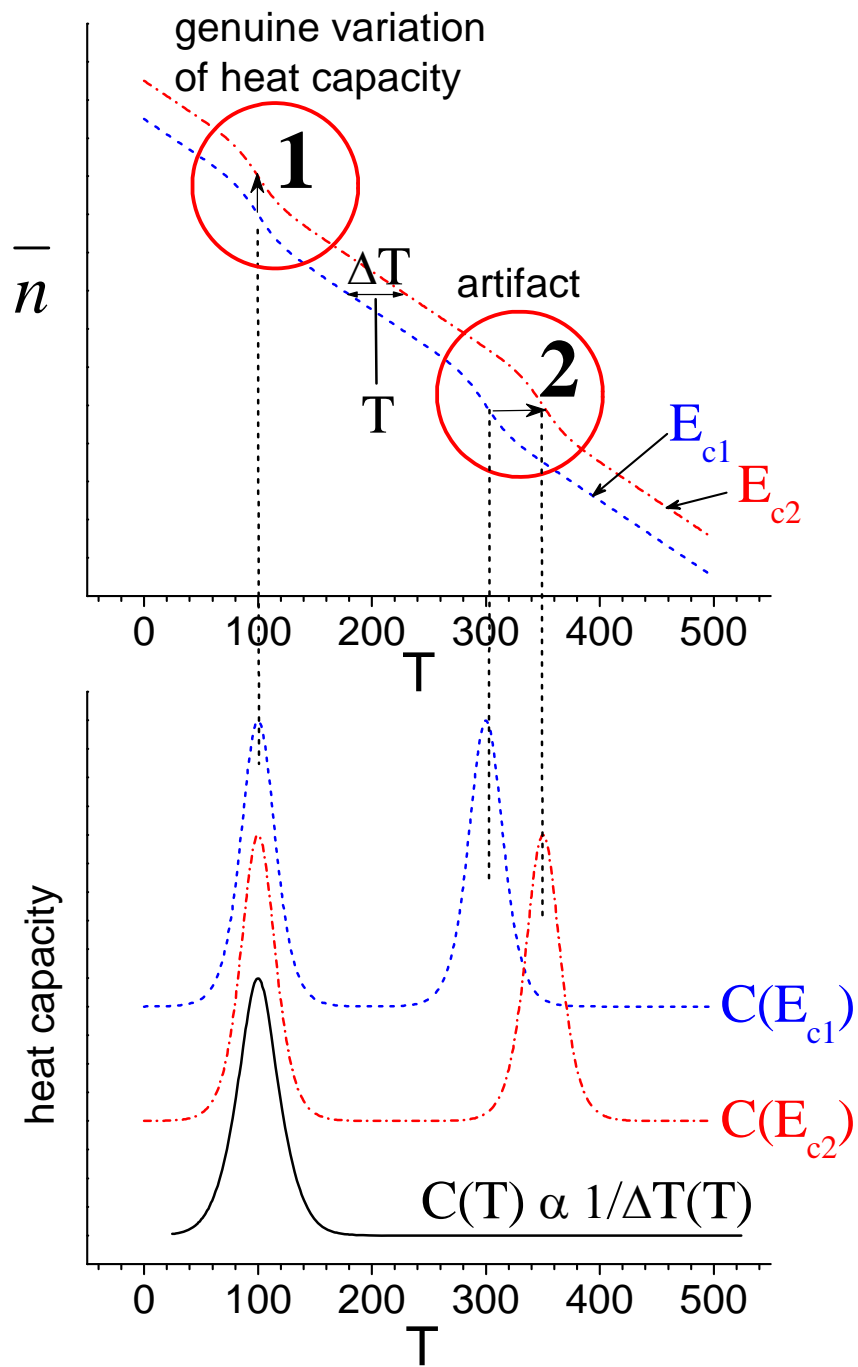 genuine variation
of heat capacity
1
n̅
ΔT
artifact
2
T
E_c1
E_c2
0 100 200 300 400 500
T
heat capacity
C(E_c1)
C(E_c2)
C(T) α 1/ΔT(T)
0 100 200 300 400 500
T